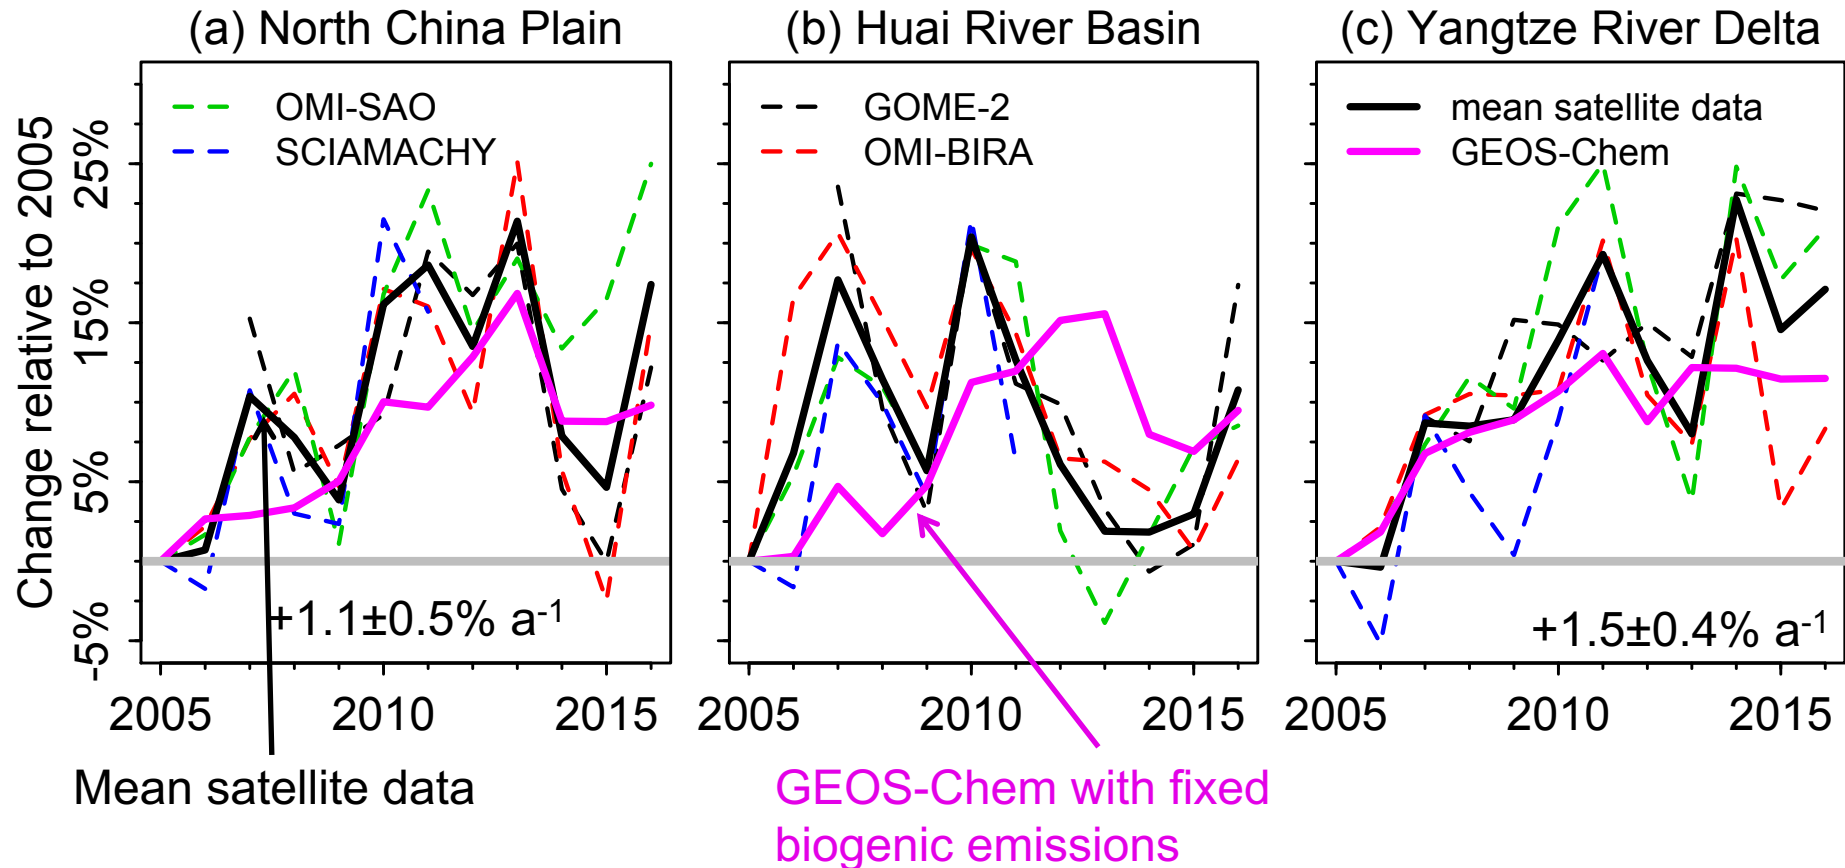 (a) North China Plain
(b) Huai River Basin
(c) Yangtze River Delta
Change relative to 2005
25%
15%
5%
-5%
OMI-SAO
SCIAMACHY
GOME-2
OMI-BIRA
mean satellite data
GEOS-Chem
+1.1±0.5% a⁻¹
+1.5±0.4% a⁻¹
2005 2010 2015
2005 2010 2015
2005 2010 2015
Mean satellite data
GEOS-Chem with fixed
biogenic emissions